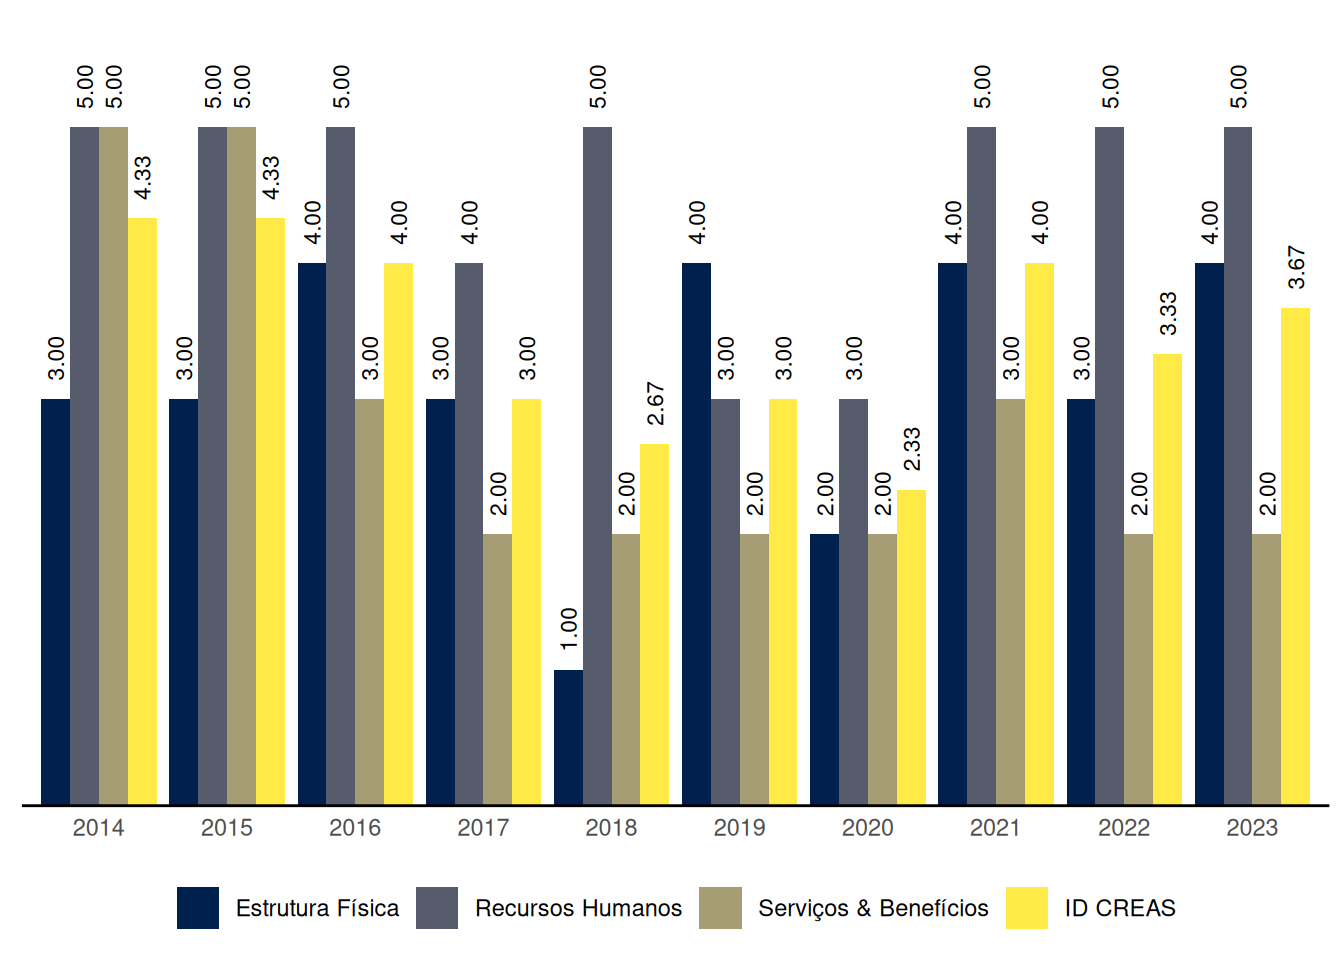 5.00 5.00 5.00 5.00 5.00 5.00 5.00 5.00 5.00
4.33 4.33
4.00 4.00 4.00 4.00 4.00 4.00 4.00
3.67
3.33
3.00 3.00 3.00 3.00 3.00 3.00 3.00 3.00 3.00 3.00
2.67
2.33
2.00 2.00 2.00 2.00 2.00 2.00 2.00
1.00
2014 2015 2016 2017 2018 2019 2020 2021 2022 2023
Estrutura Física Recursos Humanos Serviços & Benefícios ID CREAS